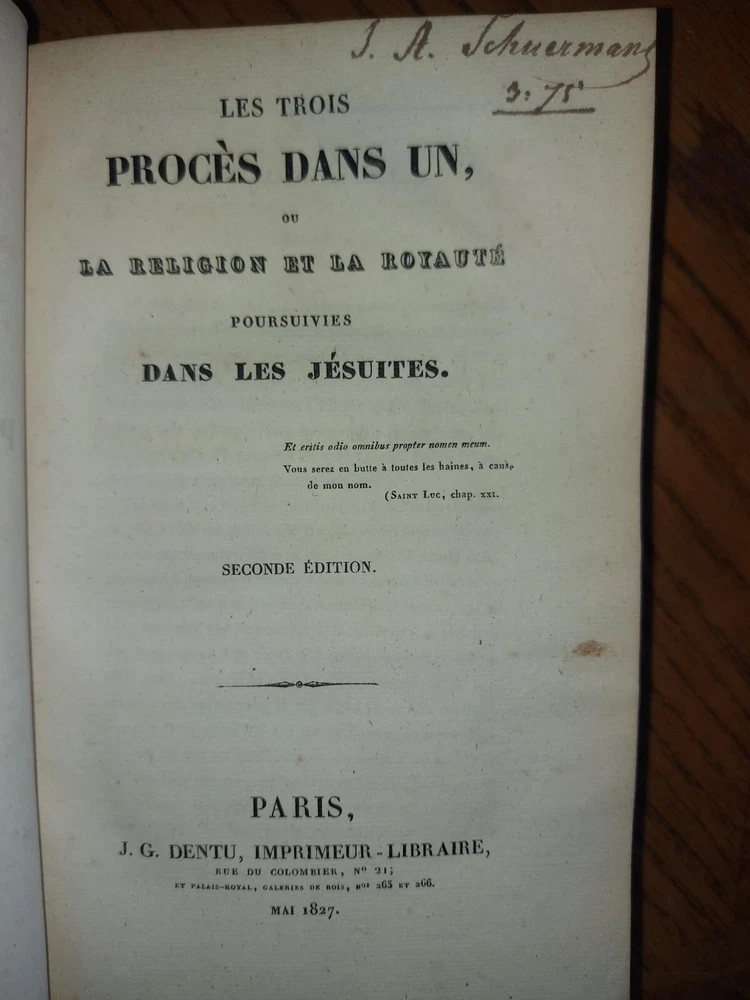 J. A. Schuermans
3: 75
LES TROIS
PROCÈS DANS UN,
OU
LA RELIGION ET LA ROYAUTÉ
POURSUIVIES
DANS LES JÉSUITES.
Et eritis odio omnibus propter nomen meum.
Vous serez en butte à toutes les haines, à cause
de mon nom.
(SAINT LUC, chap. XXI.
SECONDE ÉDITION.
PARIS,
J. G. DENTU, IMPRIMEUR-LIBRAIRE,
RUE DU COLOMBIER, Nº 21;
ET PALAIS-ROYAL, GALERIES DE BOIS, Nos 265 ET 266.
MAI 1827.